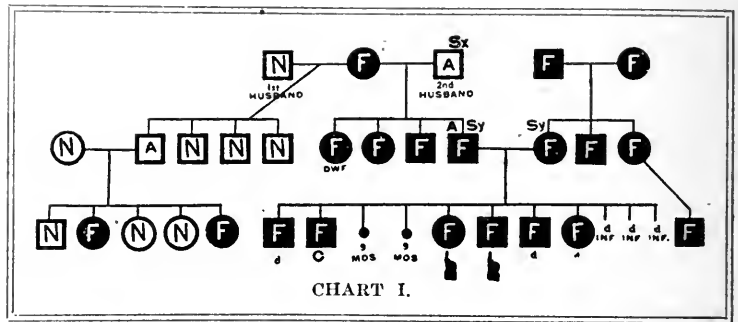 Sx
N F A F F
1st HUSBAND 2nd HUSBAND
A Sy Sy
N A N N N F F F F F F F
DWF
N F N N F F C F F F F d INF d INF d INF. F
d C 9 MOS 9 MOS d
CHART I.